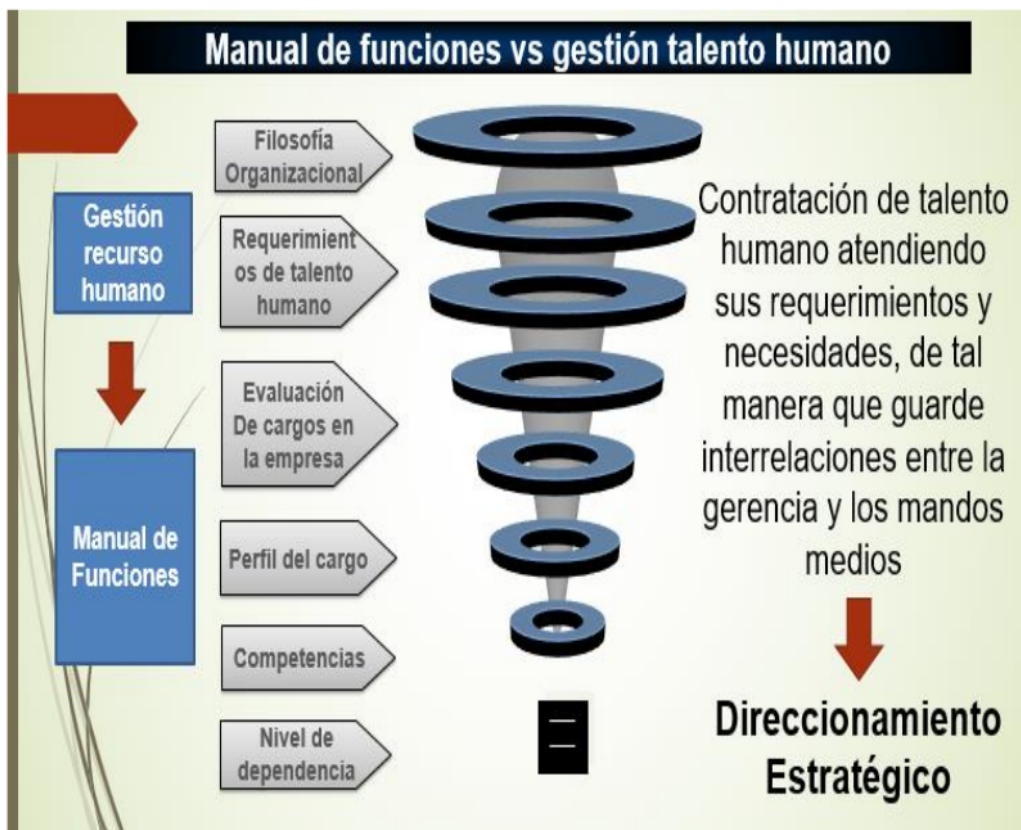 Manual de funciones vs gestión talento humano
Gestión
recurso
humano
Manual de
Funciones
Filosofía
Organizacional
Requerimient
os de talento
humano
Evaluación
De cargos en
la empresa
Perfil del cargo
Competencias
Nivel de
dependencia
Contratación de talento
humano atendiendo
sus requerimientos y
necesidades, de tal
manera que guarde
interrelaciones entre la
gerencia y los mandos
medios
Direccionamiento
Estratégico